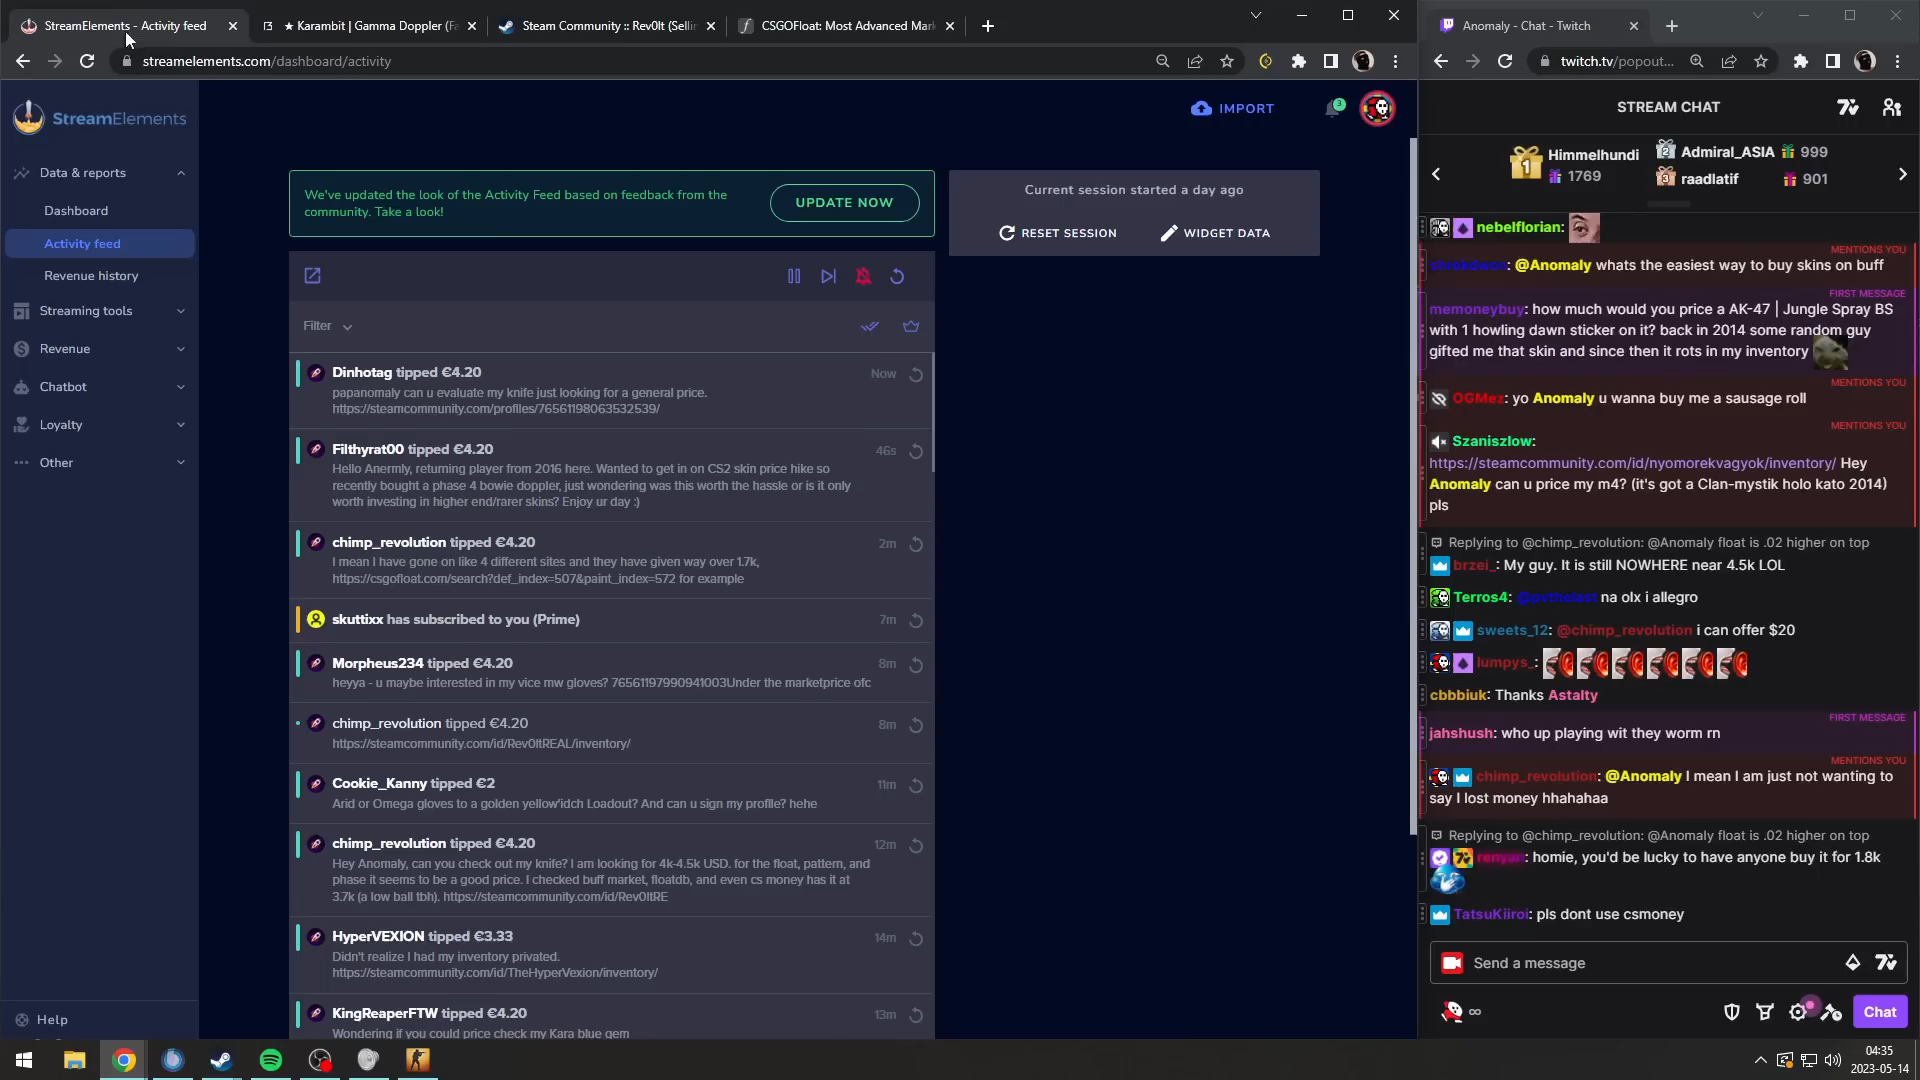 StreamElements - Activity feed
★ Karambit | Gamma Doppler (Fa
Steam Community :: Rev0lt (Sellin
CSGOFloat: Most Advanced Mark
streamelements.com/dashboard/activity
StreamElements
Data & reports
Dashboard
Activity feed
Revenue history
Streaming tools
Revenue
Chatbot
Loyalty
Other
Help
IMPORT
3
We've updated the look of the Activity Feed based on feedback from the
community. Take a look!
UPDATE NOW
Current session started a day ago
RESET SESSION
WIDGET DATA
Filter
Dinhotag tipped €4.20
Now
papanomaly can u evaluate my knife just looking for a general price.
https://steamcommunity.com/profiles/76561198063532539/
Filthyrat00 tipped €4.20
46s
Hello Anermly, returning player from 2016 here. Wanted to get in on CS2 skin price hike so
recently bought a phase 4 bowie doppler, just wondering was this worth the hassle or is it only
worth investing in higher end/rarer skins? Enjoy ur day :)
chimp_revolution tipped €4.20
2m
I mean I have gone on like 4 different sites and they have given way over 1.7k,
https://csgofloat.com/search?def_index=507&paint_index=572 for example
skuttixx has subscribed to you (Prime)
7m
Morpheus234 tipped €4.20
8m
heyya - u maybe interested in my vice mw gloves? 76561197990941003Under the marketprice ofc
chimp_revolution tipped €4.20
8m
https://steamcommunity.com/id/Rev0ltREAL/inventory/
Cookie_Kanny tipped €2
11m
Arid or Omega gloves to a golden yellow'idch Loadout? And can u sign my profile? hehe
chimp_revolution tipped €4.20
12m
Hey Anomaly, can you check out my knife? I am looking for 4k-4.5k USD. for the float, pattern, and
phase it seems to be a good price. I checked buff market, floatdb, and even cs money has it at
3.7k (a low ball tbh). https://steamcommunity.com/id/Rev0ltRE
HyperVEXION tipped €3.33
14m
Didn't realize I had my inventory privated.
https://steamcommunity.com/id/TheHyperVexion/inventory/
KingReaperFTW tipped €4.20
13m
Wondering if you could price check my Kara blue gem
Anomaly - Chat - Twitch
twitch.tv/popout...
STREAM CHAT
1
Himmelhundi
1769
2
Admiral_ASIA
999
3
raadlatif
901
nebelflorian:
MENTIONS YOU
@Anomaly whats the easiest way to buy skins on buff
FIRST MESSAGE
memoneybuy: how much would you price a AK-47 | Jungle Spray BS
with 1 howling dawn sticker on it? back in 2014 some random guy
gifted me that skin and since then it rots in my inventory
MENTIONS YOU
OGMez: yo Anomaly u wanna buy me a sausage roll
MENTIONS YOU
Szaniszlow:
https://steamcommunity.com/id/nyomorekvagyok/inventory/ Hey
Anomaly can u price my m4? (it's got a Clan-mystik holo kato 2014)
pls
Replying to @chimp_revolution: @Anomaly float is .02 higher on top
brzei_: My guy. It is still NOWHERE near 4.5k LOL
Terros4: @pvthelast na olx i allegro
sweets_12: @chimp_revolution i can offer $20
lumpys_:
cbbbiuk: Thanks Astalty
FIRST MESSAGE
jahshush: who up playing wit they worm rn
MENTIONS YOU
chimp_revolution: @Anomaly I mean I am just not wanting to
say I lost money hhahahaa
Replying to @chimp_revolution: @Anomaly float is .02 higher on top
renyan: homie, you'd be lucky to have anyone buy it for 1.8k
TatsuKiiroi: pls dont use csmoney
Send a message
∞
Chat
04:35
2023-05-14